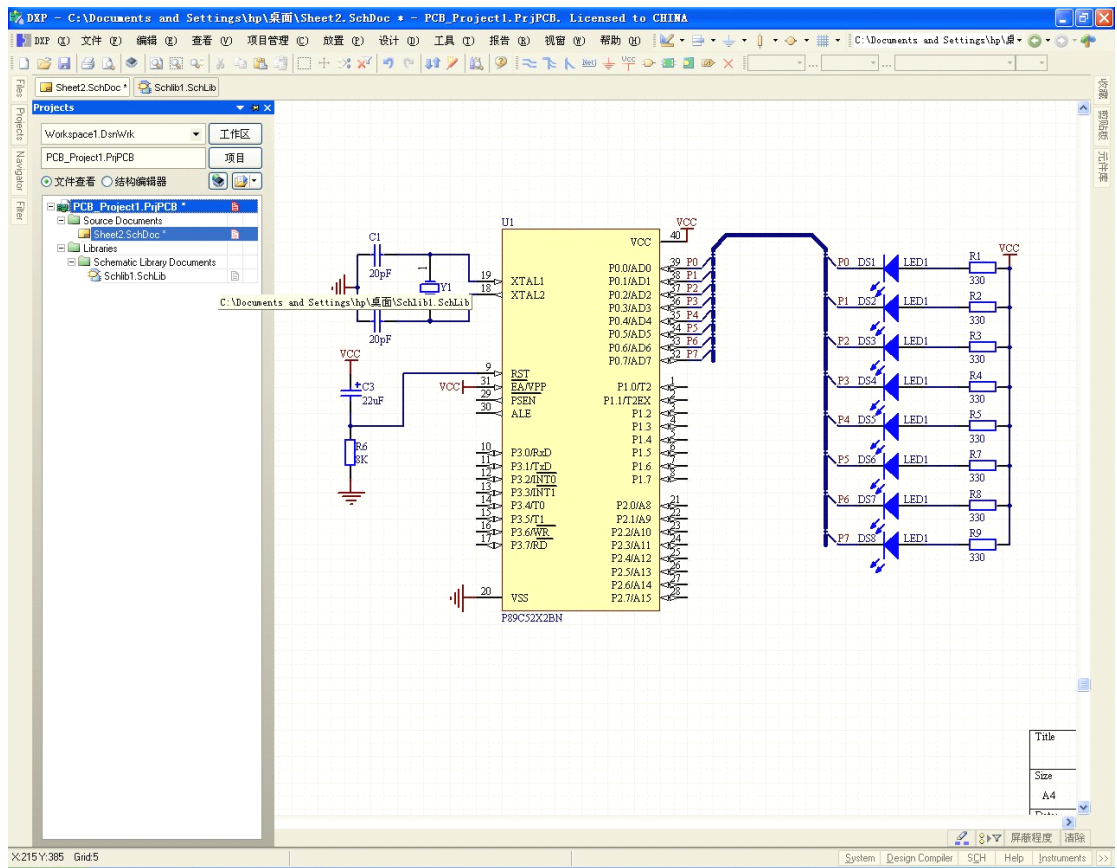 DXP - C:\Documents and Settings\hp\桌面\Sheet2.SchDoc * - PCB_Project1.PrjPCB. Licensed to CHINA
DXP (X) 文件 (F) 编辑 (E) 查看 (V) 项目管理 (C) 放置 (P) 设计 (D) 工具 (T) 报告 (R) 视窗 (W) 帮助 (H) C:\Documents and Settings\hp\桌
Sheet2.SchDoc * Schlib1.SchLib
Files
Projects
Navigator
Filter
Projects
Workspace1.DsnWrk 工作区
PCB_Project1.PrjPCB 项目
文件查看 结构编辑器
PCB_Project1.PrjPCB *
Source Documents
Sheet2.SchDoc *
Libraries
Schematic Library Documents
Schlib1.SchLib
C:\Documents and Settings\hp\桌面\Schlib1.SchLib
收藏
剪贴板
元件库
C1
20pF
1
Y1
20pF
VCC
C3
22uF
R6
8K
VCC
U1
VCC
19 XTAL1
18 XTAL2
9 RST
31 EA/VPP
29 PSEN
30 ALE
10 P3.0/RxD
11 P3.1/TxD
12 P3.2/INT0
13 P3.3/INT1
14 P3.4/T0
15 P3.5/T1
16 P3.6/WR
17 P3.7/RD
20 VSS
VCC 40
P0.0/AD0 39 P0
P0.1/AD1 38 P1
P0.2/AD2 37 P2
P0.3/AD3 36 P3
P0.4/AD4 35 P4
P0.5/AD5 34 P5
P0.6/AD6 33 P6
P0.7/AD7 32 P7
P1.0/T2 1
P1.1/T2EX 2
P1.2 3
P1.3 4
P1.4 5
P1.5 6
P1.6 7
P1.7 8
P2.0/A8 21
P2.1/A9 22
P2.2/A10 23
P2.3/A11 24
P2.4/A12 25
P2.5/A13 26
P2.6/A14 27
P2.7/A15 28
P89C52X2BN
VCC
P0 DS1 LED1 R1
330
P1 DS2 LED1 R2
330
P2 DS3 LED1 R3
330
P3 DS4 LED1 R4
330
P4 DS5 LED1 R5
330
P5 DS6 LED1 R7
330
P6 DS7 LED1 R8
330
P7 DS8 LED1 R9
330
Title
Size
A4
屏蔽程度 清除
X:215 Y:385 Grid:5
System Design Compiler SCH Help Instruments >>